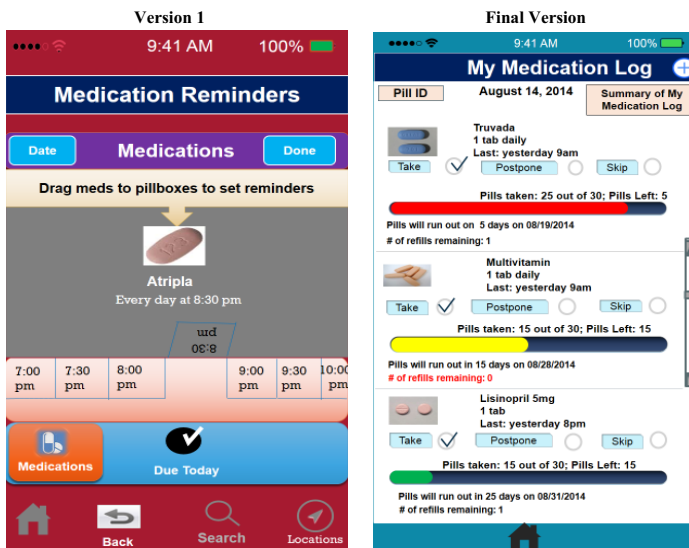 Version 1
9:41 AM
100%
Medication Reminders
Date
Medications
Done
Drag meds to pillboxes to set reminders
123
Atripla
Every day at 8:30 pm
8:30
pm
7:00
pm
7:30
pm
8:00
pm
9:00
pm
9:30
pm
10:00
pm
Medications
Due Today
Back
Search
Locations
Final Version
9:41 AM
100%
My Medication Log
Pill ID
August 14, 2014
Summary of My
Medication Log
Truvada
1 tab daily
Last: yesterday 9am
Take
Postpone
Skip
Pills taken: 25 out of 30; Pills Left: 5
Pills will run out on 5 days on 08/19/2014
# of refills remaining: 1
Multivitamin
1 tab daily
Last: yesterday 9am
Take
Postpone
Skip
Pills taken: 15 out of 30; Pills Left: 15
Pills will run out in 15 days on 08/28/2014
# of refills remaining: 0
Lisinopril 5mg
1 tab
Last: yesterday 8pm
Take
Postpone
Skip
Pills taken: 15 out of 30; Pills Left: 15
Pills will run out in 25 days on 08/31/2014
# of refills remaining: 1